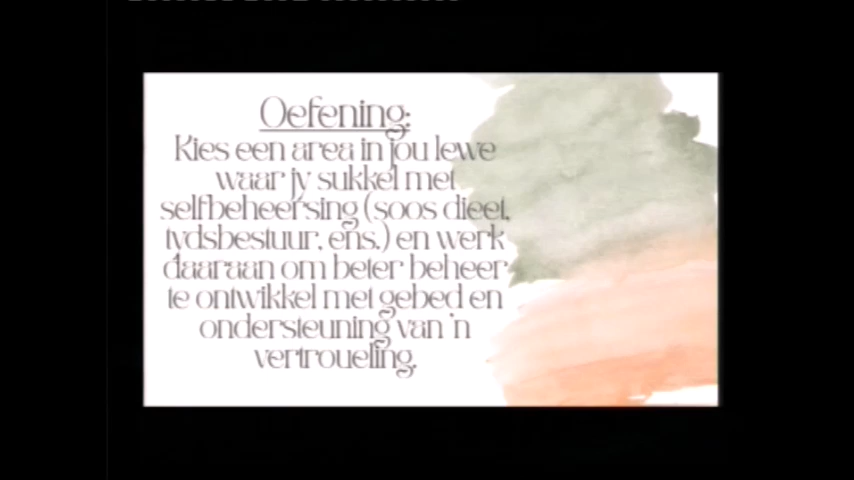 Oefening:
Kies een area in jou lewe
waar jy sukkel met
selfbeheersing (soos dieet,
tydsbestuur, ens.) en werk
daaraan om beter beheer
te ontwikkel met gebed en
ondersteuning van 'n
vertroueling.